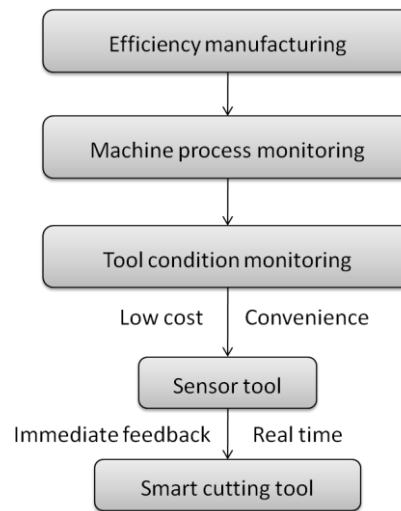 Efficiency manufacturing
Machine process monitoring
Tool condition monitoring
Low cost Convenience
Sensor tool
Immediate feedback Real time
Smart cutting tool